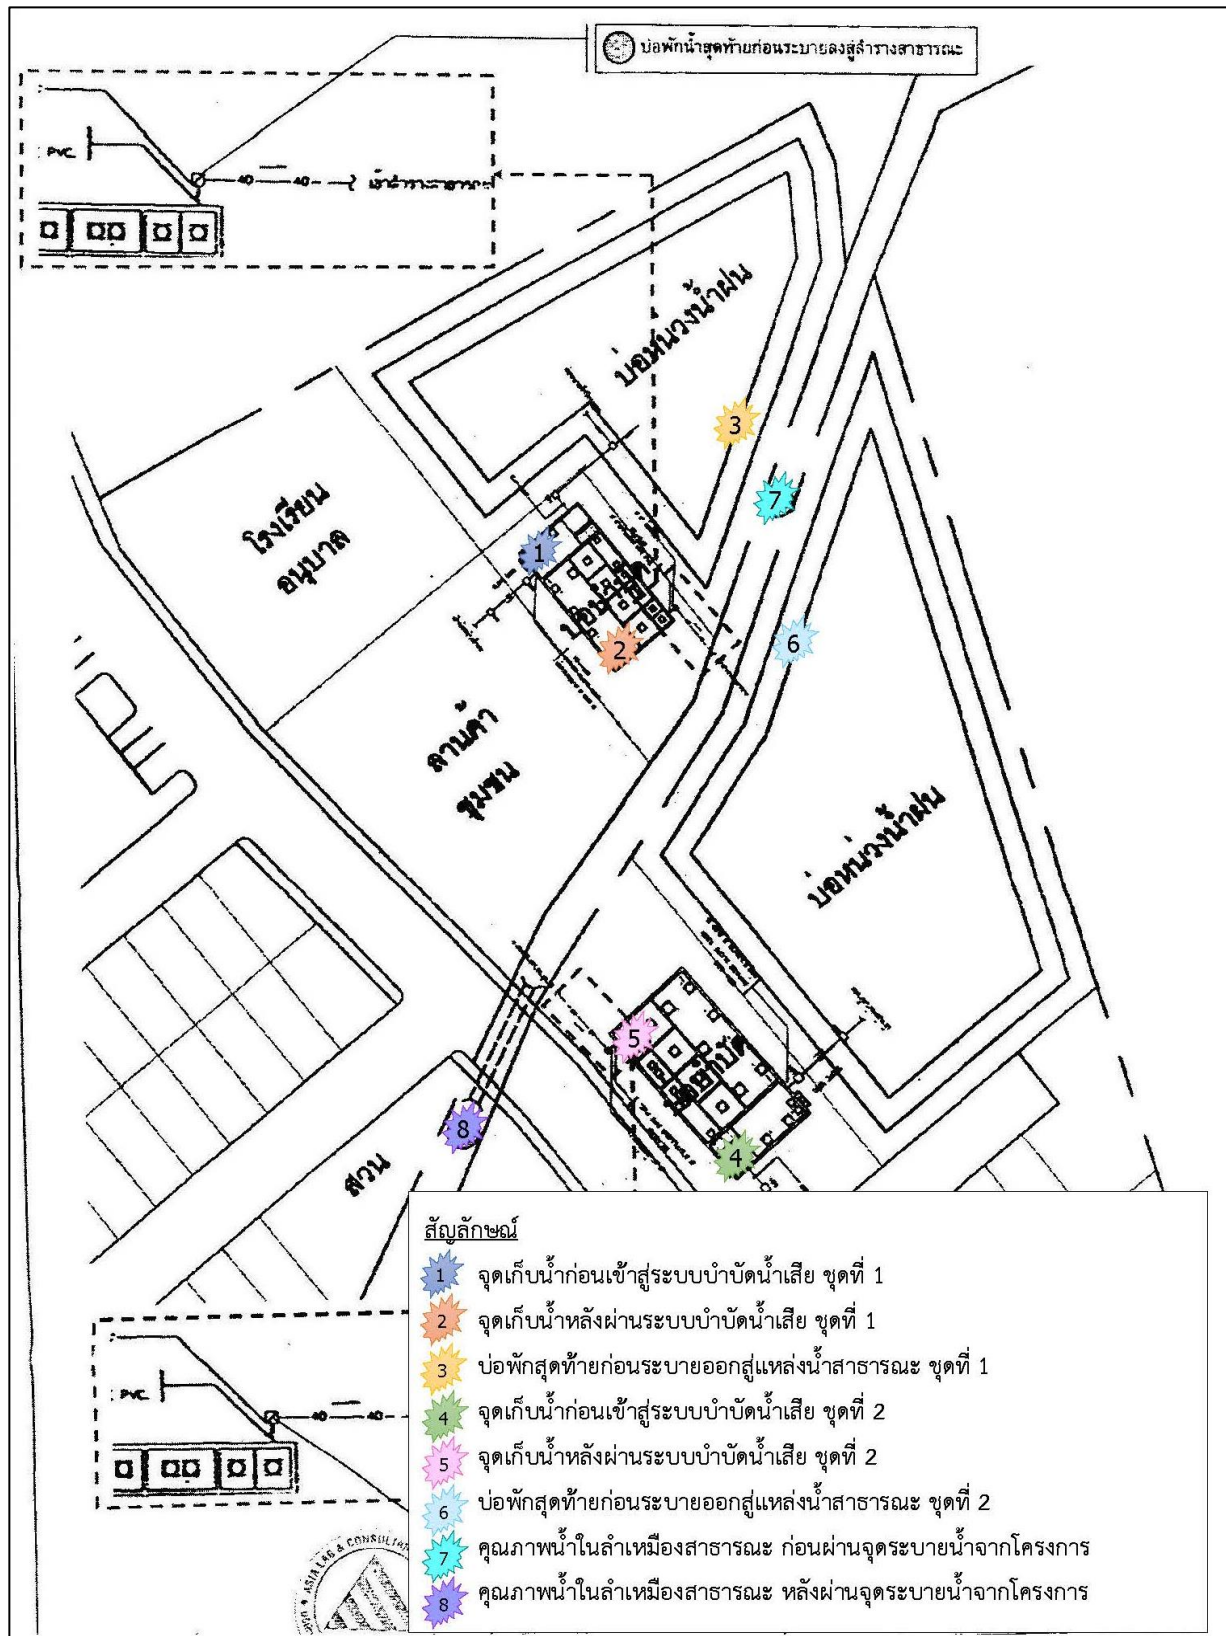 บ่อพักน้ำสุดท้ายก่อนระบายลงสู่ลำรางสาธารณะ
PVC.
40 40
บ่อหน่วงน้ำฝน
3
7
โรงเรียน
อนุบาล
1
2
6
ลานค้า
ชุมชน
บ่อหน่วงน้ำฝน
5
8
4
สวน
สัญลักษณ์
1 จุดเก็บน้ำก่อนเข้าสู่ระบบบำบัดน้ำเสีย ชุดที่ 1
2 จุดเก็บน้ำหลังผ่านระบบบำบัดน้ำเสีย ชุดที่ 1
3 บ่อพักสุดท้ายก่อนระบายออกสู่แหล่งน้ำสาธารณะ ชุดที่ 1
4 จุดเก็บน้ำก่อนเข้าสู่ระบบบำบัดน้ำเสีย ชุดที่ 2
5 จุดเก็บน้ำหลังผ่านระบบบำบัดน้ำเสีย ชุดที่ 2
6 บ่อพักสุดท้ายก่อนระบายออกสู่แหล่งน้ำสาธารณะ ชุดที่ 2
7 คุณภาพน้ำในลำเหมืองสาธารณะ ก่อนผ่านจุดระบายน้ำจากโครงการ
8 คุณภาพน้ำในลำเหมืองสาธารณะ หลังผ่านจุดระบายน้ำจากโครงการ
PVC.
40 40
ASIA LAB & CONSULTAN